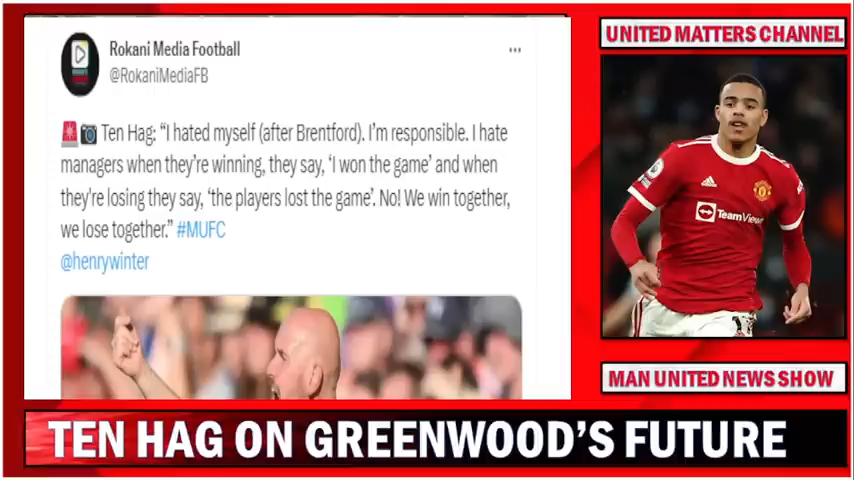 Rokani Media Football
@RokaniMediaFB
Ten Hag: “I hated myself (after Brentford). I’m responsible. I hate
managers when they’re winning, they say, ‘I won the game’ and when
they're losing they say, ‘the players lost the game’. No! We win together,
we lose together.” #MUFC
@henrywinter
UNITED MATTERS CHANNEL
TeamView
MAN UNITED NEWS SHOW
TEN HAG ON GREENWOOD’S FUTURE